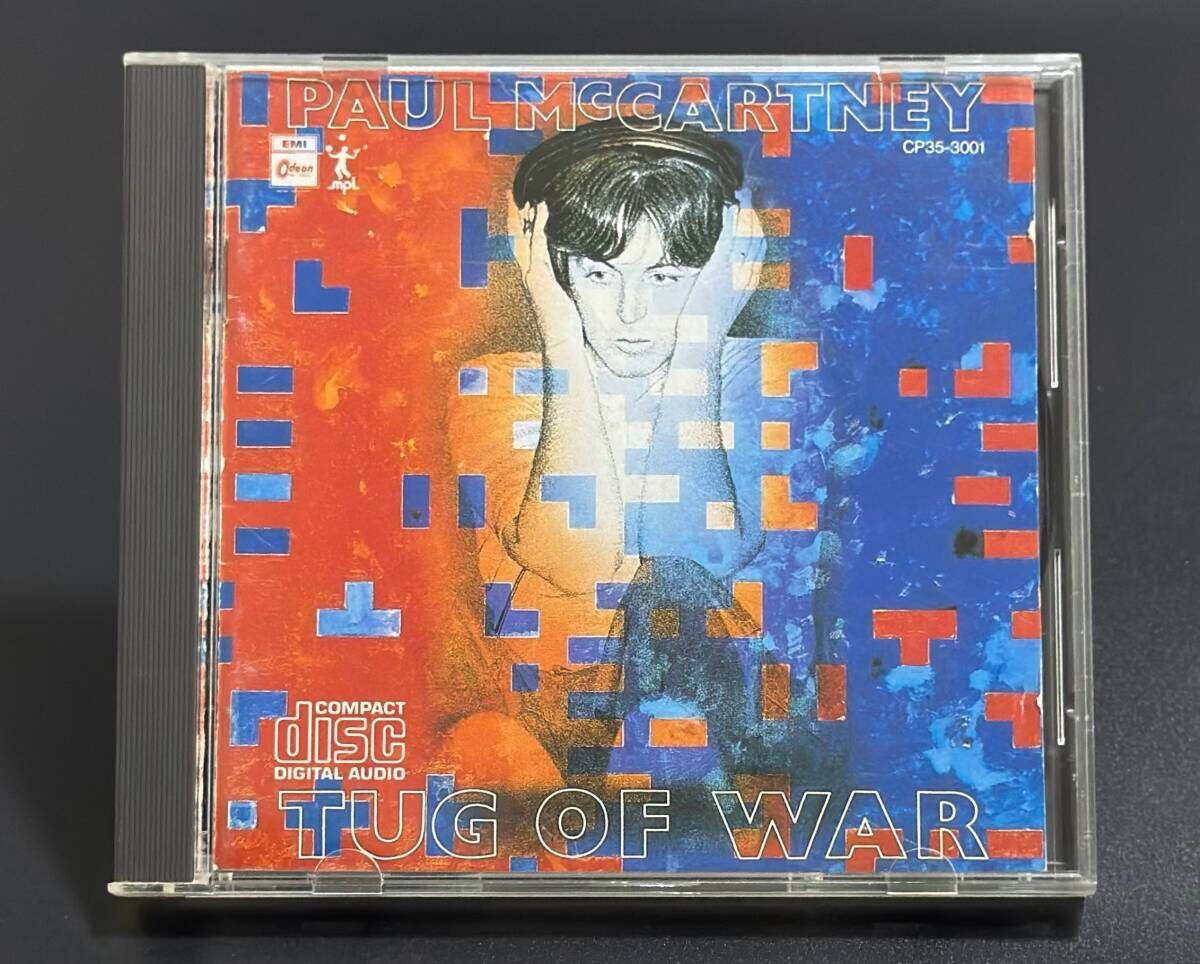 PAUL McCARTNEY
CP35-3001
EMI
Odeon
mpl
COMPACT
disc
DIGITAL AUDIO
TUG OF WAR